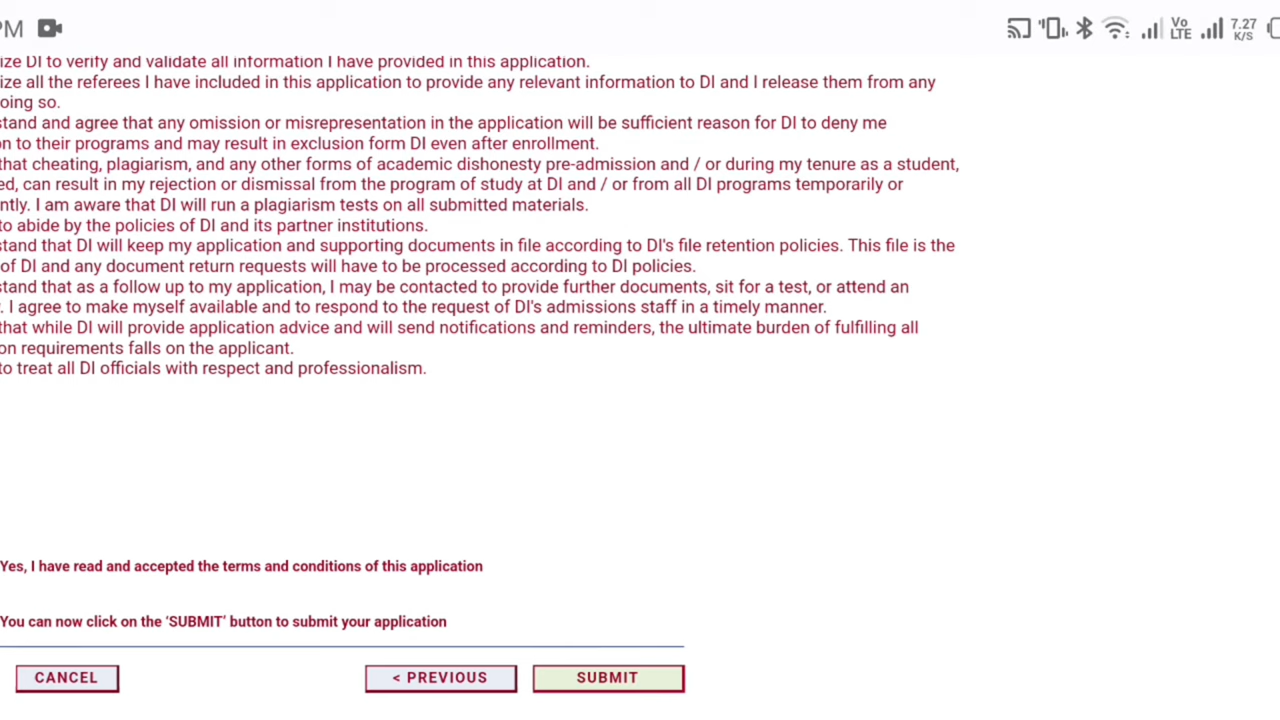 PM
Vo
LTE
7.27
K/S
ize DI to verify and validate all information I have provided in this application.
ize all the referees I have included in this application to provide any relevant information to DI and I release them from any
oing so.
stand and agree that any omission or misrepresentation in the application will be sufficient reason for DI to deny me
on to their programs and may result in exclusion form DI even after enrollment.
that cheating, plagiarism, and any other forms of academic dishonesty pre-admission and / or during my tenure as a student,
ed, can result in my rejection or dismissal from the program of study at DI and / or from all DI programs temporarily or
ntly. I am aware that DI will run a plagiarism tests on all submitted materials.
to abide by the policies of DI and its partner institutions.
stand that DI will keep my application and supporting documents in file according to DI's file retention policies. This file is the
of DI and any document return requests will have to be processed according to DI policies.
stand that as a follow up to my application, I may be contacted to provide further documents, sit for a test, or attend an
. I agree to make myself available and to respond to the request of DI's admissions staff in a timely manner.
that while DI will provide application advice and will send notifications and reminders, the ultimate burden of fulfilling all
on requirements falls on the applicant.
to treat all DI officials with respect and professionalism.
Yes, I have read and accepted the terms and conditions of this application
You can now click on the ‘SUBMIT’ button to submit your application
CANCEL
< PREVIOUS
SUBMIT